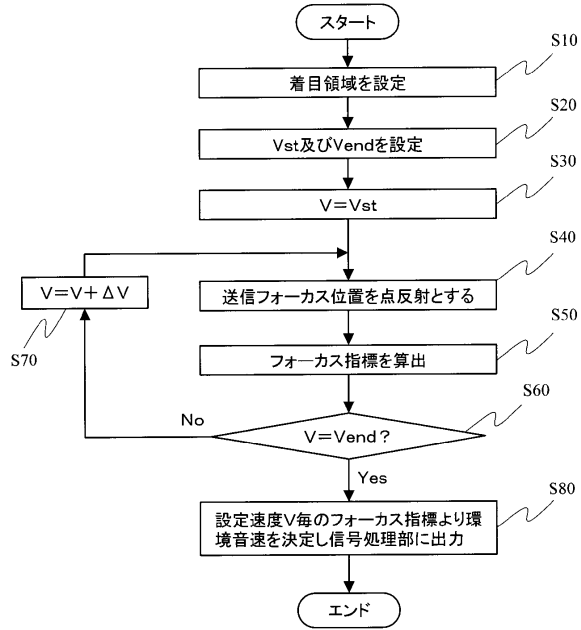 スタート
S10
着目領域を設定
S20
Vst及びVendを設定
S30
V=Vst
S40
V=V+ΔV
送信フォーカス位置を点反射とする
S70
S50
フォーカス指標を算出
S60
No
V=Vend?
Yes
S80
設定速度V毎のフォーカス指標より環
境音速を決定し信号処理部に出力
エンド